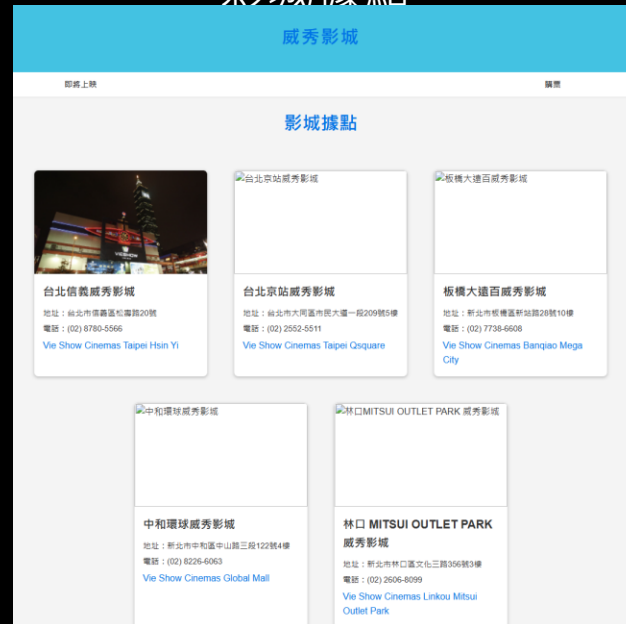 影城據點
威秀影城
即將上映
購票
影城據點
VIESHOW
台北信義威秀影城
地址：台北市信義區松壽路20號
電話：(02) 8780-5566
Vie Show Cinemas Taipei Hsin Yi
台北京站威秀影城
台北京站威秀影城
地址：台北市大同區市民大道一段209號5樓
電話：(02) 2552-5511
Vie Show Cinemas Taipei Qsquare
板橋大遠百威秀影城
板橋大遠百威秀影城
地址：新北市板橋區新站路28號10樓
電話：(02) 7738-6608
Vie Show Cinemas Banqiao Mega
City
中和環球威秀影城
中和環球威秀影城
地址：新北市中和區中山路三段122號4樓
電話：(02) 8226-6063
Vie Show Cinemas Global Mall
林口MITSUI OUTLET PARK 威秀影城
林口 MITSUI OUTLET PARK
威秀影城
地址：新北市林口區文化三路356號3樓
電話：(02) 2606-8099
Vie Show Cinemas Linkou Mitsui
Outlet Park